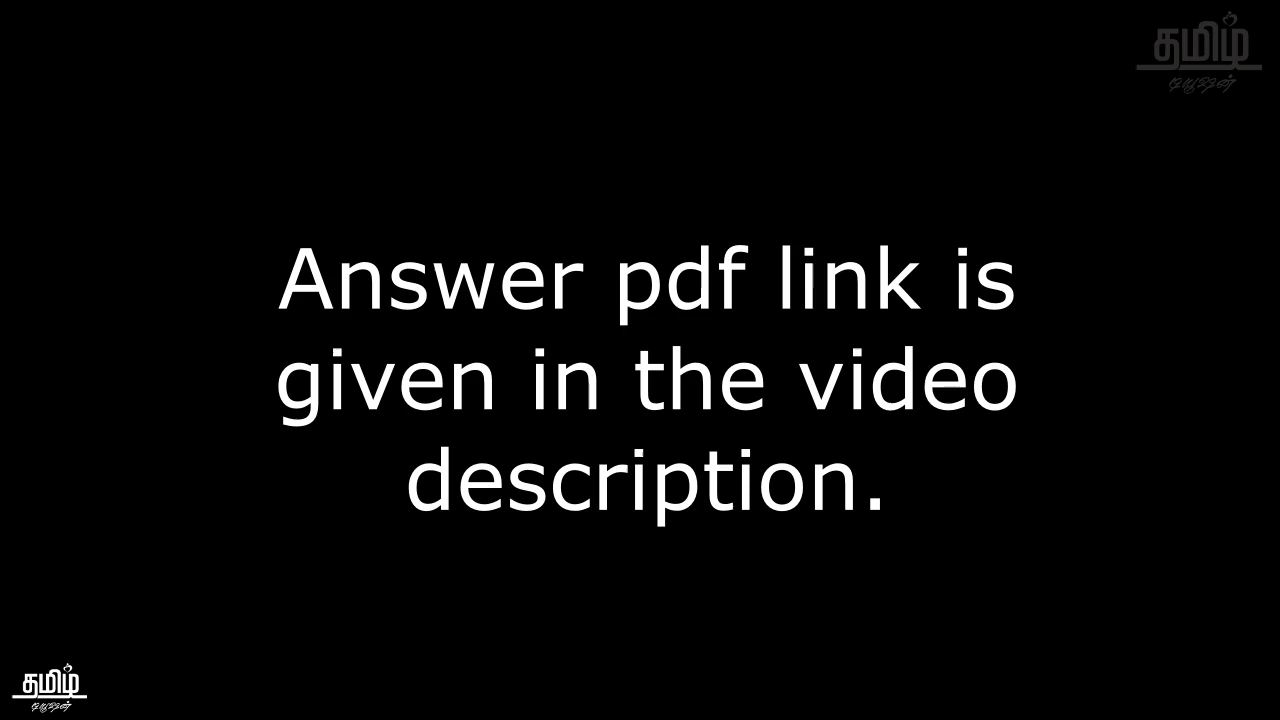 தமிழ்
Answer pdf link is
given in the video
description.
தமிழ்